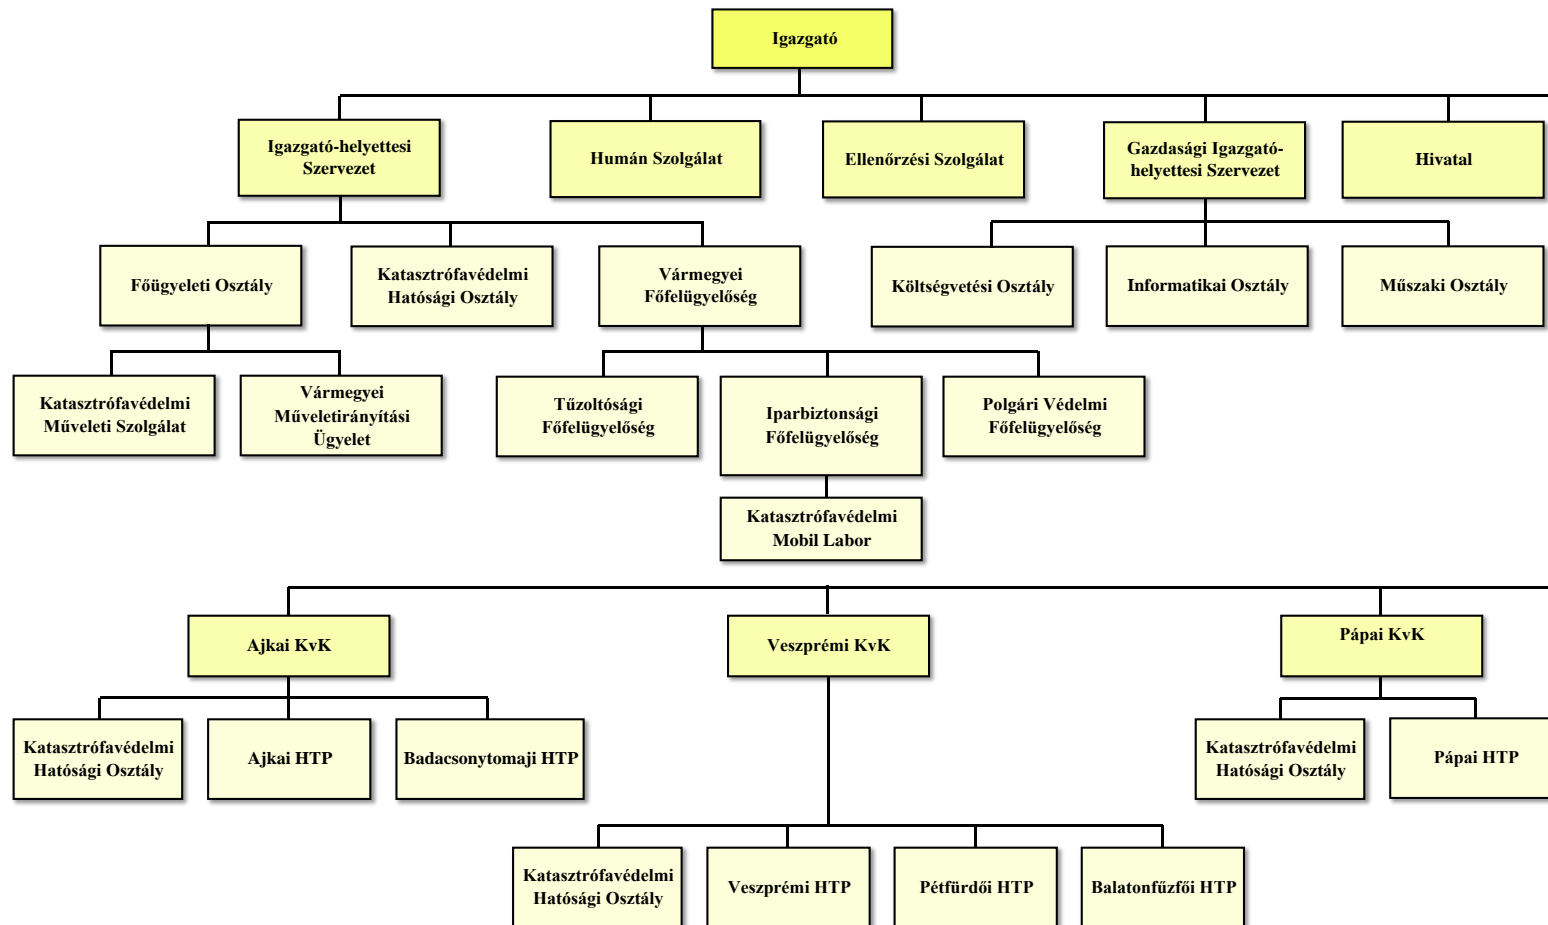 Igazgató
Igazgató-helyettesi
Szervezet
Humán Szolgálat
Ellenőrzési Szolgálat
Gazdasági Igazgató-
helyettesi Szervezet
Hivatal
Főügyeleti Osztály
Katasztrófavédelmi
Hatósági Osztály
Vármegyei
Főfelügyelőség
Költségvetési Osztály
Informatikai Osztály
Műszaki Osztály
Katasztrófavédelmi
Műveleti Szolgálat
Vármegyei
Műveletirányítási
Ügyelet
Tűzoltósági
Főfelügyelőség
Iparbiztonsági
Főfelügyelőség
Polgári Védelmi
Főfelügyelőség
Katasztrófavédelmi
Mobil Labor
Ajkai KvK
Veszprémi KvK
Pápai KvK
Katasztrófavédelmi
Hatósági Osztály
Ajkai HTP
Badacsonytomaji HTP
Katasztrófavédelmi
Hatósági Osztály
Pápai HTP
Katasztrófavédelmi
Hatósági Osztály
Veszprémi HTP
Pétfürdői HTP
Balatonfűzfői HTP